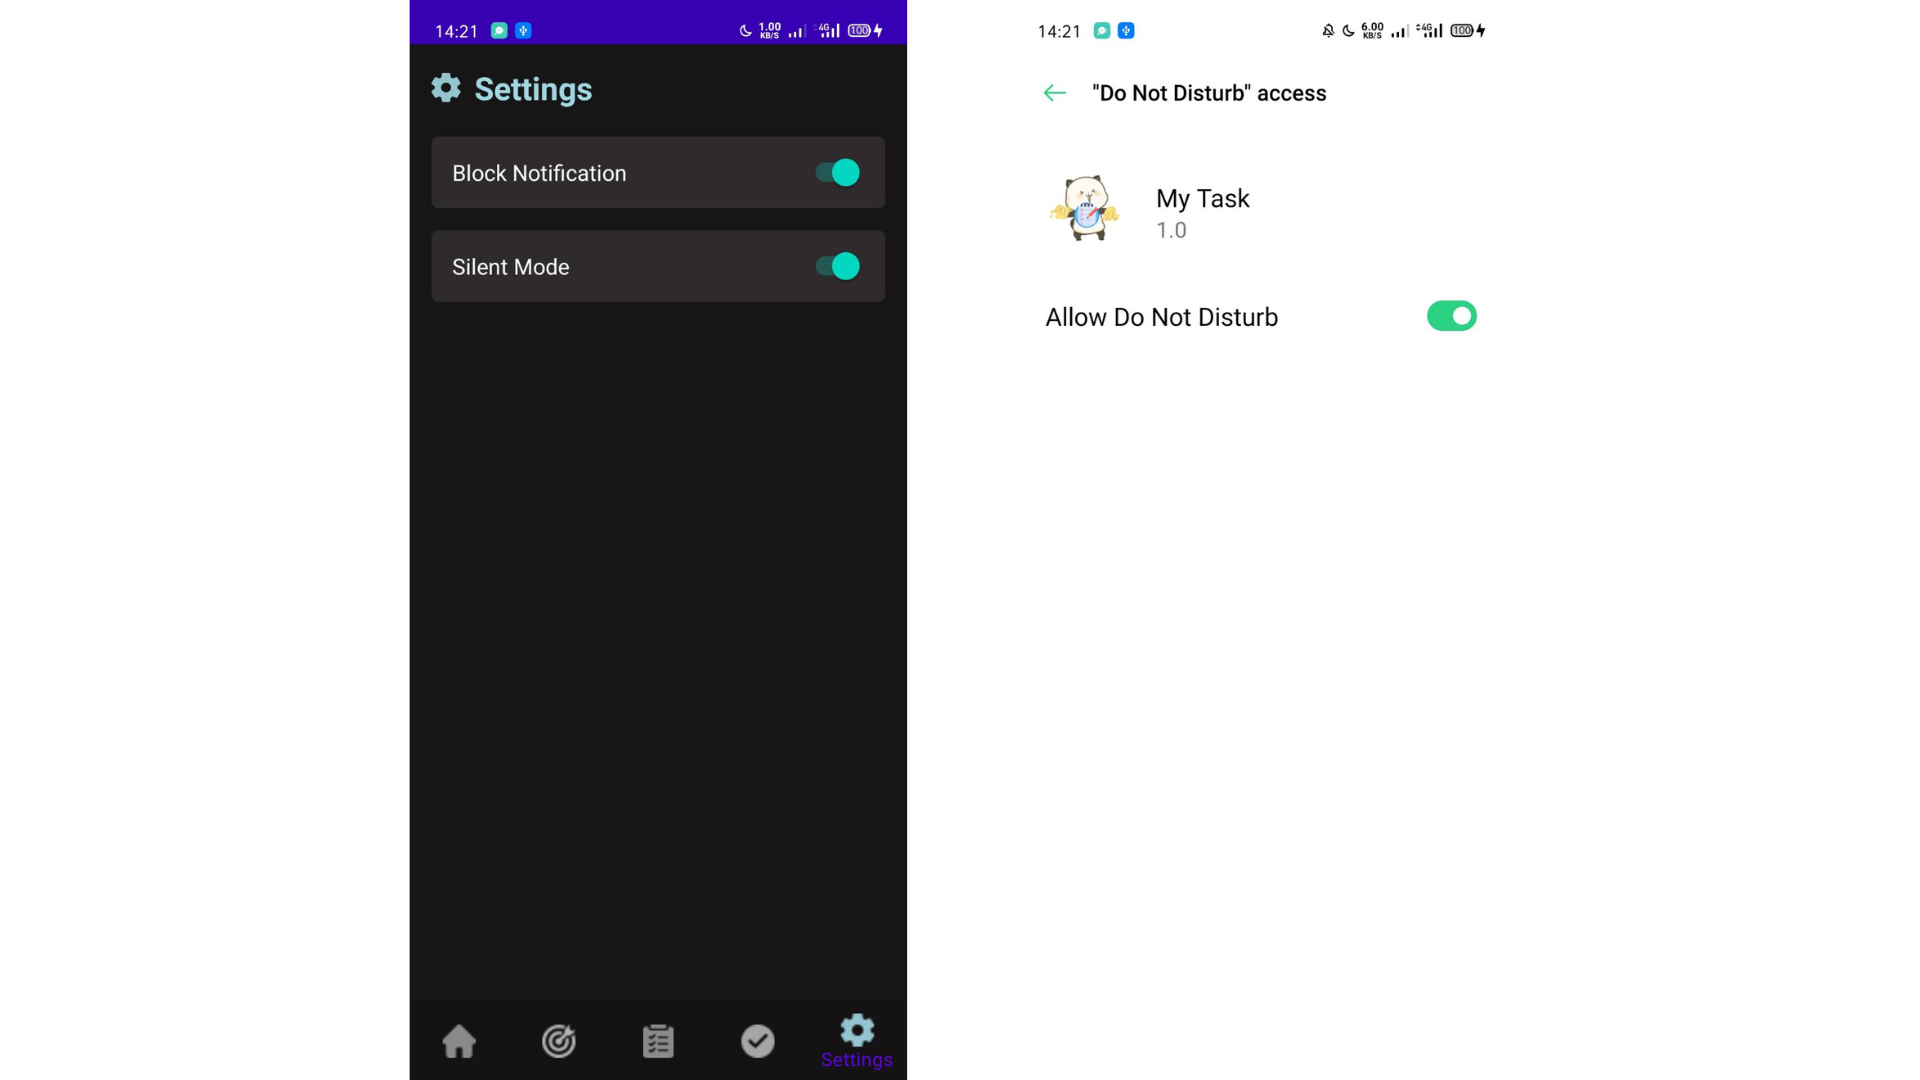 14:21 1.00 KB/S 4G 100
Settings
Block Notification
Silent Mode
Settings
14:21 6.00 KB/S 4G 100
"Do Not Disturb" access
My Task
1.0
Allow Do Not Disturb